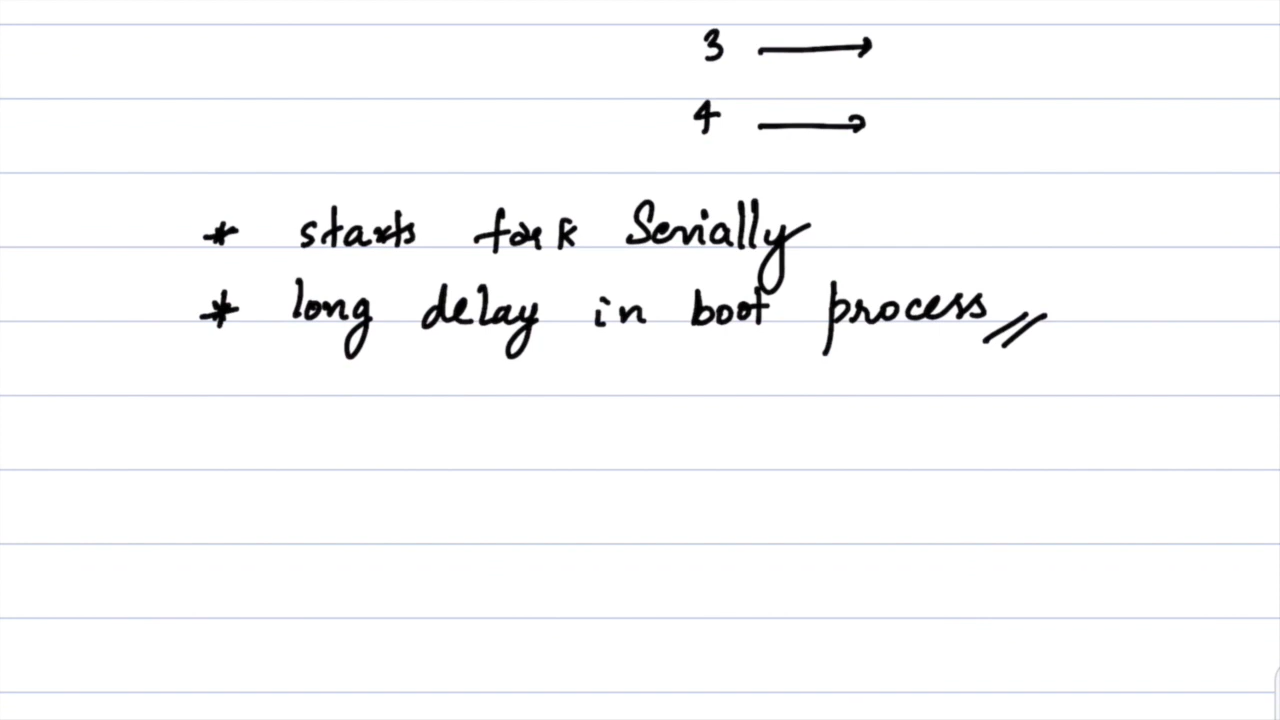 3 →
4 →
* starts task Serially
* long delay in boot process //